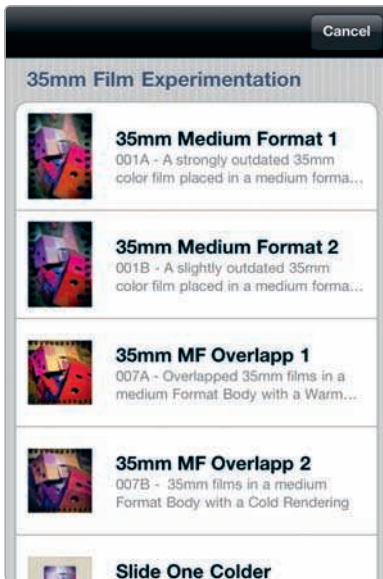 Cancel
35mm Film Experimentation
35mm Medium Format 1
001A - A strongly outdated 35mm
color film placed in a medium forma...
35mm Medium Format 2
001B - A slightly outdated 35mm
color film placed in a medium forma...
35mm MF Overlapp 1
007A - Overlapped 35mm films in a
medium Format Body with a Warm...
35mm MF Overlapp 2
007B -  35mm films in a medium
Format Body with a Cold Rendering
Slide One Colder